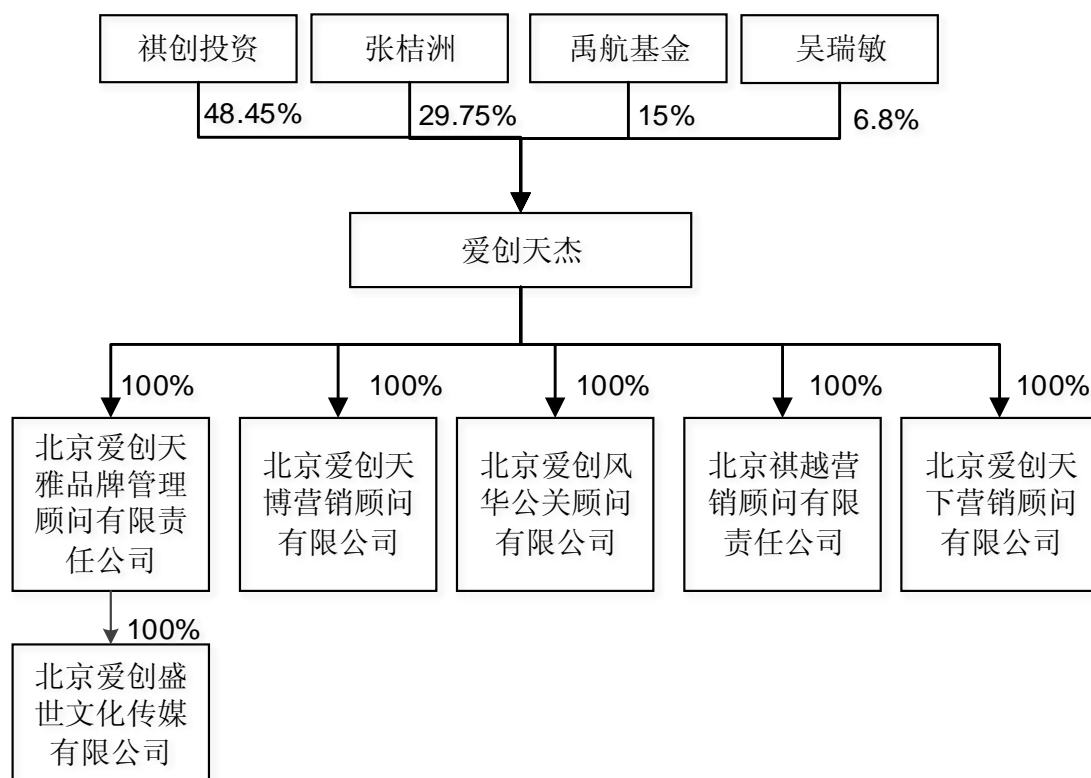 祺创投资
张桔洲
禹航基金
吴瑞敏
48.45%
29.75%
15%
6.8%
爱创天杰
100%
100%
100%
100%
100%
北京爱创天
雅品牌管理
顾问有限责
任公司
北京爱创天
博营销顾问
有限公司
北京爱创风
华公关顾问
有限公司
北京祺越营
销顾问有限
责任公司
北京爱创天
下营销顾问
有限公司
100%
北京爱创盛
世文化传媒
有限公司